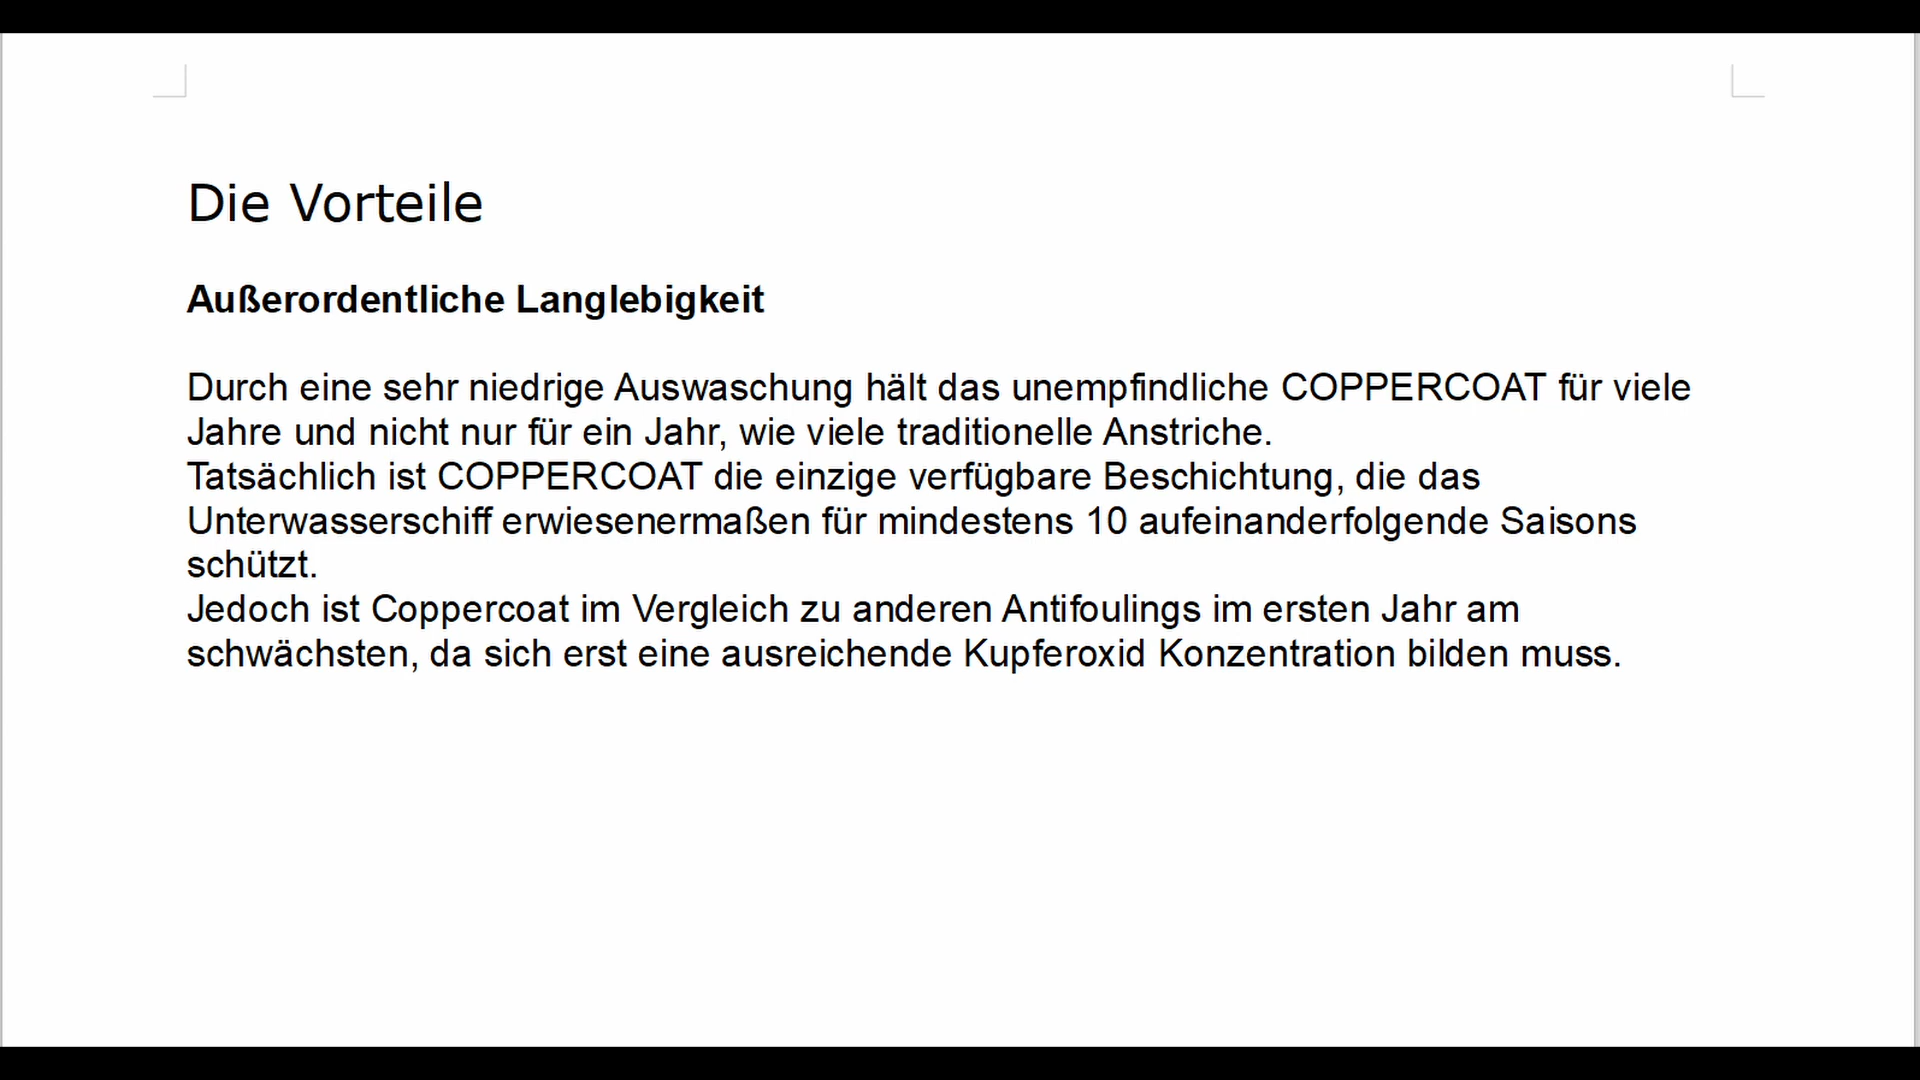 Die Vorteile
Außerordentliche Langlebigkeit
Durch eine sehr niedrige Auswaschung hält das unempfindliche COPPERCOAT für viele
Jahre und nicht nur für ein Jahr, wie viele traditionelle Anstriche.
Tatsächlich ist COPPERCOAT die einzige verfügbare Beschichtung, die das
Unterwasserschiff erwiesenermaßen für mindestens 10 aufeinanderfolgende Saisons
schützt.
Jedoch ist Coppercoat im Vergleich zu anderen Antifoulings im ersten Jahr am
schwächsten, da sich erst eine ausreichende Kupferoxid Konzentration bilden muss.